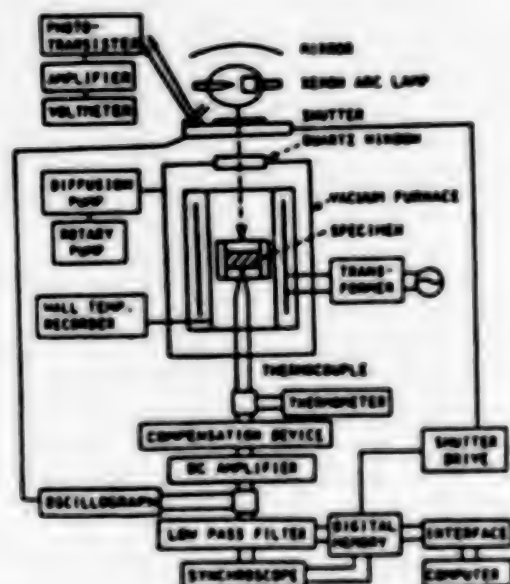 PHOTO-
TRANSISTER
AMPLIFIER
VOLTMETER
MIRROR
XENON ARC LAMP
SHUTTER
QUARTZ WINDOW
DIFFUSION
PUMP
ROTARY
PUMP
VACUUM FURNACE
SPECIMEN
TRANS-
FORMER
WALL TEMP.
RECORDER
THERMOCOUPLE
THERMOMETER
COMPENSATION DEVICE
DC AMPLIFIER
SHUTTER
DRIVE
OSCILLOGRAPH
LOW PASS FILTER
DIGITAL
MEMORY
INTERFACE
SYNCHROSCOPE
COMPUTER